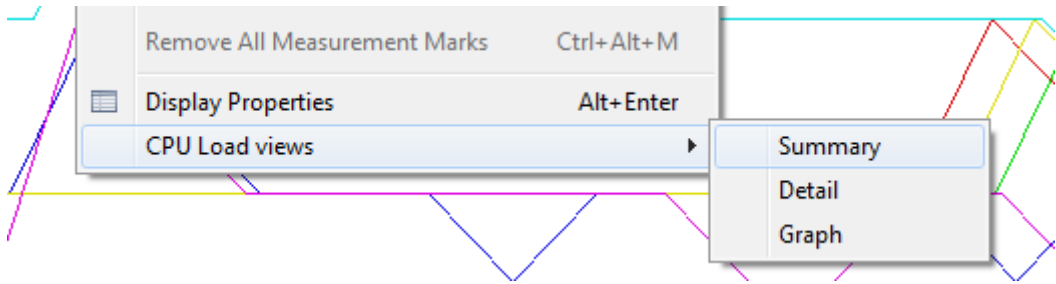 Remove All Measurement Marks Ctrl+Alt+M
Display Properties Alt+Enter
CPU Load views
Summary
Detail
Graph